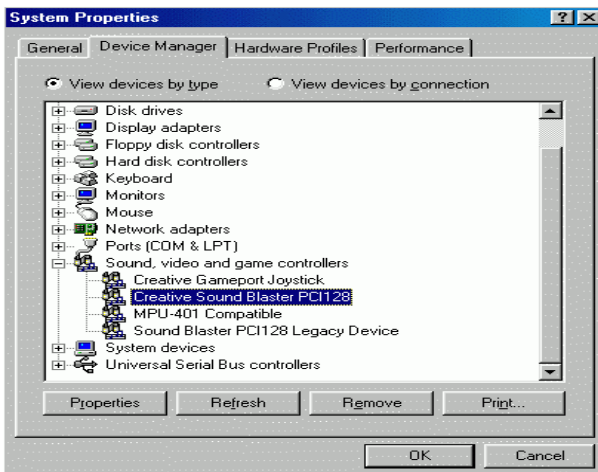 System Properties
General Device Manager Hardware Profiles Performance
View devices by type View devices by connection
Disk drives
Display adapters
Floppy disk controllers
Hard disk controllers
Keyboard
Monitors
Mouse
Network adapters
Ports (COM & LPT)
Sound, video and game controllers
Creative Gameport Joystick
Creative Sound Blaster PCI128
MPU-401 Compatible
Sound Blaster PCI128 Legacy Device
System devices
Universal Serial Bus controllers
Properties Refresh Remove Print...
OK Cancel